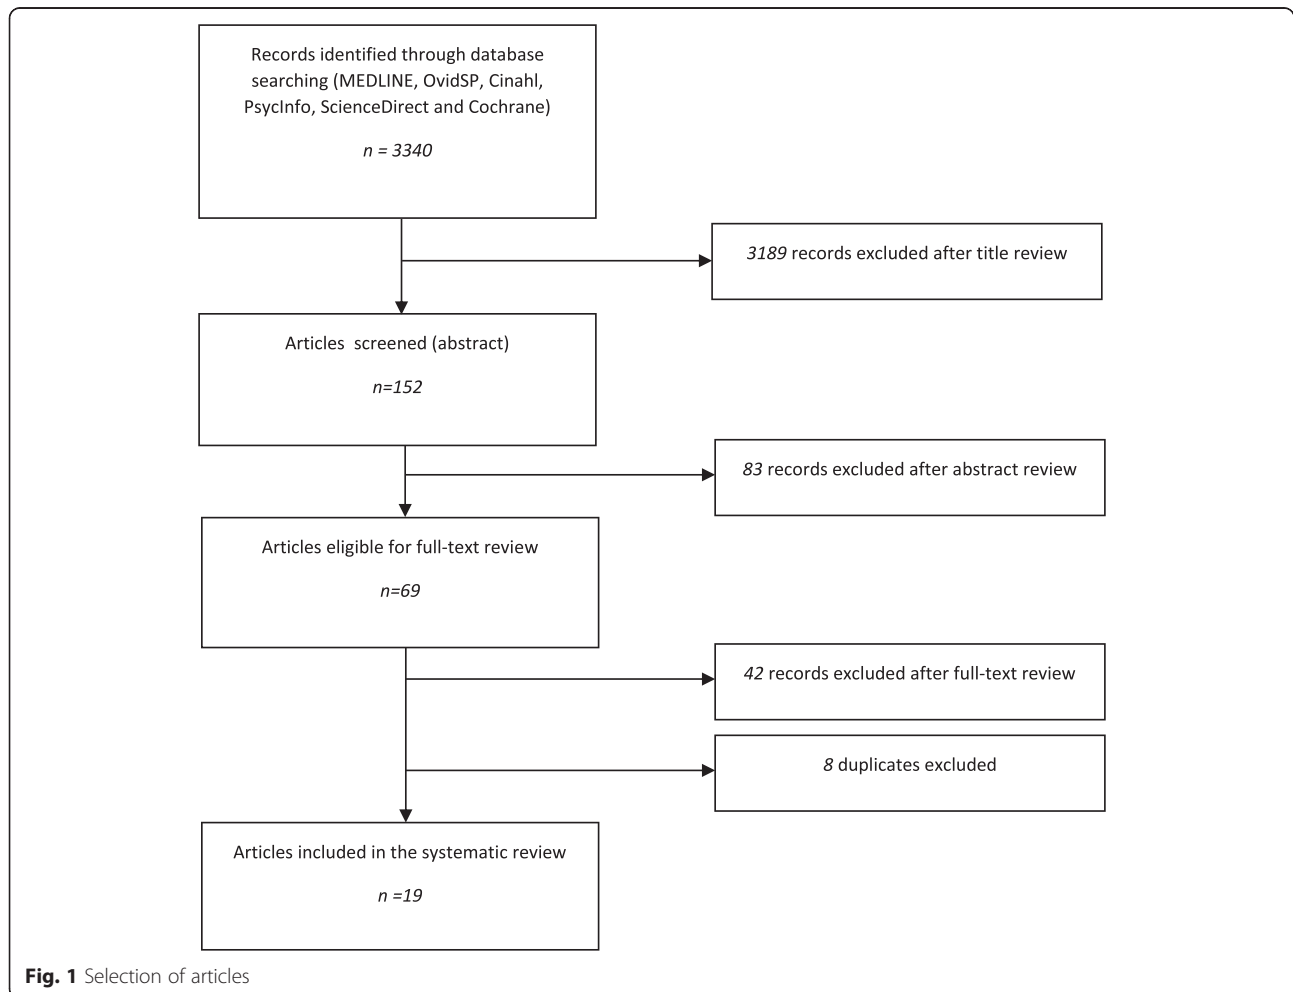 Records identified through database
searching (MEDLINE, OvidSP, Cinahl,
PsycInfo, ScienceDirect and Cochrane)
n = 3340
3189 records excluded after title review
Articles screened (abstract)
n=152
83 records excluded after abstract review
Articles eligible for full-text review
n=69
42 records excluded after full-text review
8 duplicates excluded
Articles included in the systematic review
n =19
Fig. 1 Selection of articles